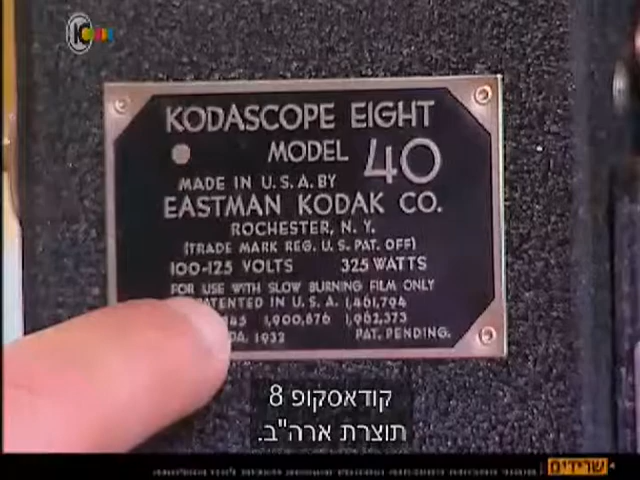 KODASCOPE EIGHT
MODEL 40
MADE IN U.S.A. BY
EASTMAN KODAK CO.
ROCHESTER, N.Y.
(TRADE MARK REG. U.S. PAT. OFF)
100-125 VOLTS 325 WATTS
FOR USE WITH SLOW BURNING FILM ONLY
PATENTED IN U.S.A. 1,461,794
1,900,876 1,962,373
1932 PAT. PENDING.
קודאסקופ 8
תוצרת ארה"ב.
שרידים